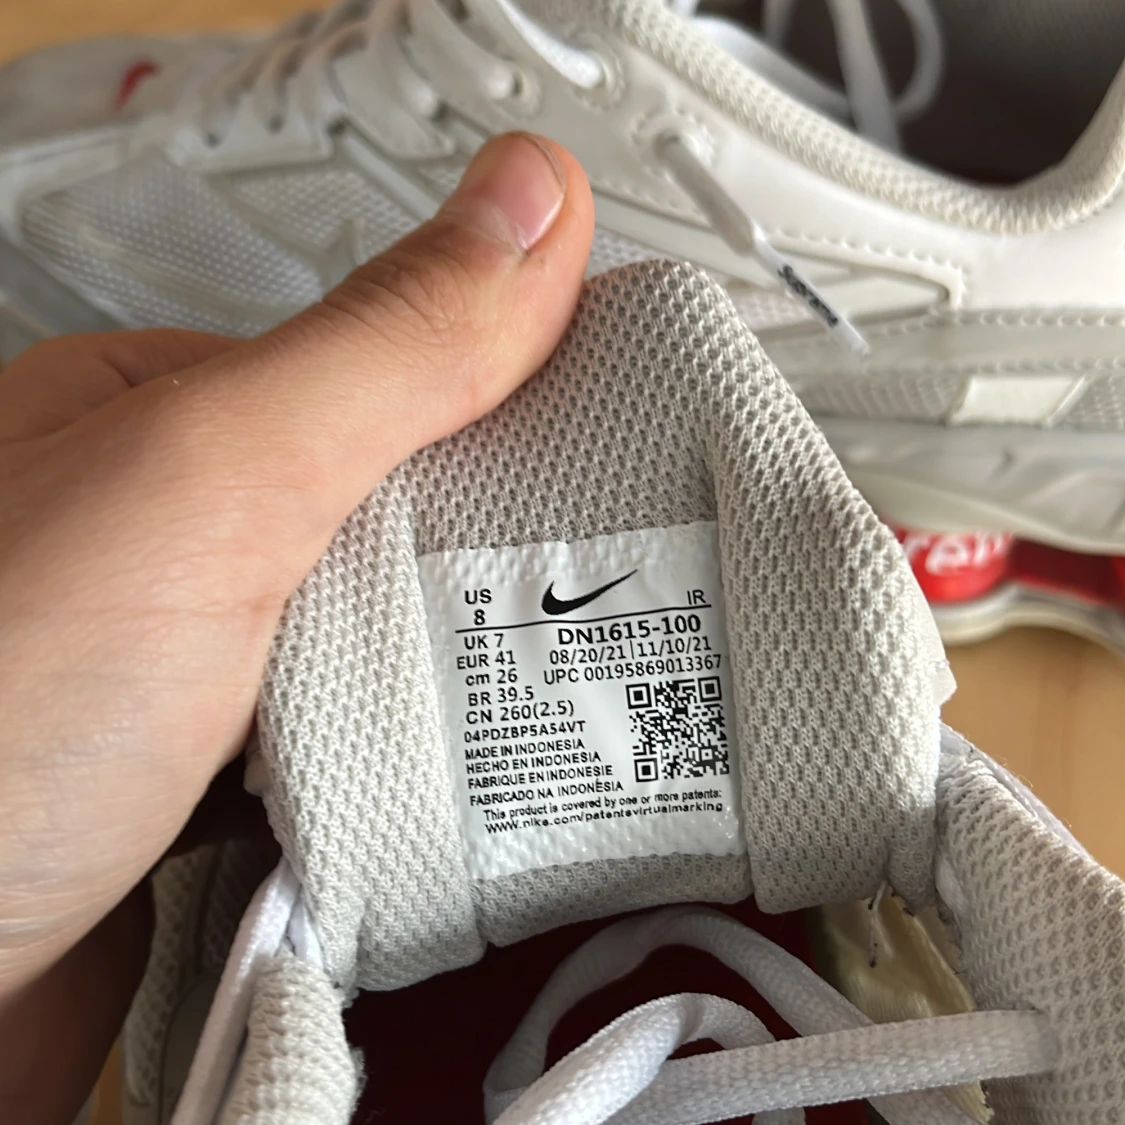 US
8
IR
UK 7
DN1615-100
EUR 41
08/20/21|11/10/21
cm 26
UPC 00195869013367
BR 39.5
CN 260(2.5)
04PDZBP5A54VT
MADE IN INDONESIA
HECHO EN INDONESIA
FABRIQUE EN INDONESIE
FABRICADO NA INDONÉSIA
This product is covered by one or more patents:
www.nike.com/patentsvirtualmarking